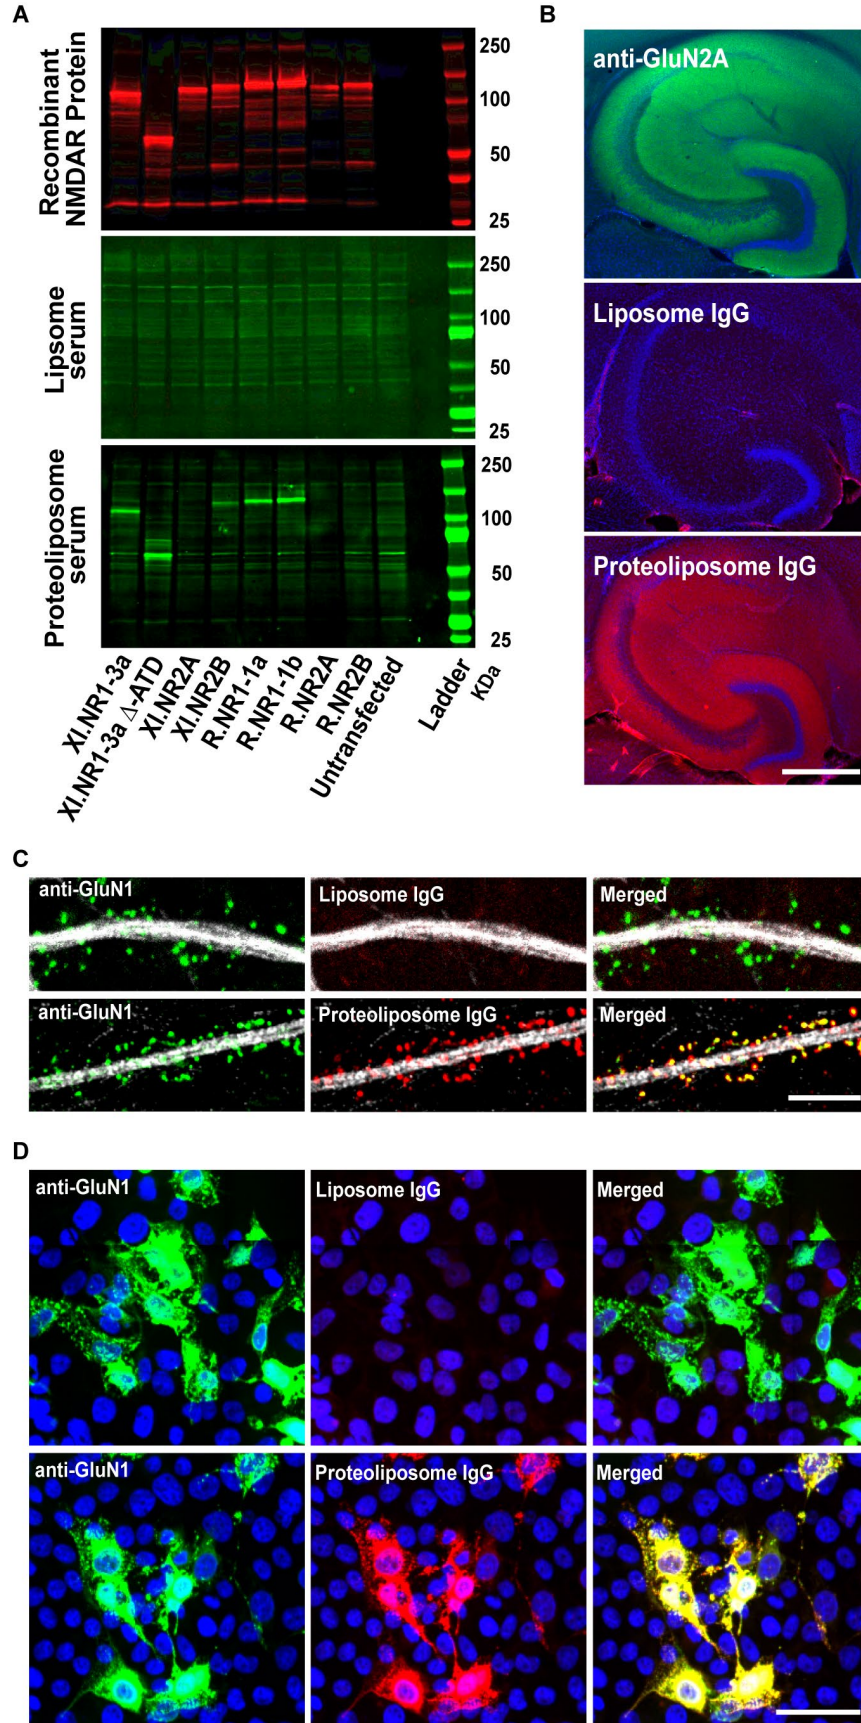 A
Recombinant
NMDAR Protein
250
100
50
25
Lipsome
serum
250
100
50
25
Proteoliposome
serum
250
100
50
25
Xl.NR1-3a
Xl.NR1-3a Δ-ATD
Xl.NR2A
Xl.NR2B
R.NR1-1a
R.NR1-1b
R.NR2A
R.NR2B
Untransfected
Ladder
KDa
B
anti-GluN2A
Liposome IgG
Proteoliposome IgG
C
anti-GluN1
Liposome IgG
Merged
anti-GluN1
Proteoliposome IgG
Merged
D
anti-GluN1
Liposome IgG
Merged
anti-GluN1
Proteoliposome IgG
Merged